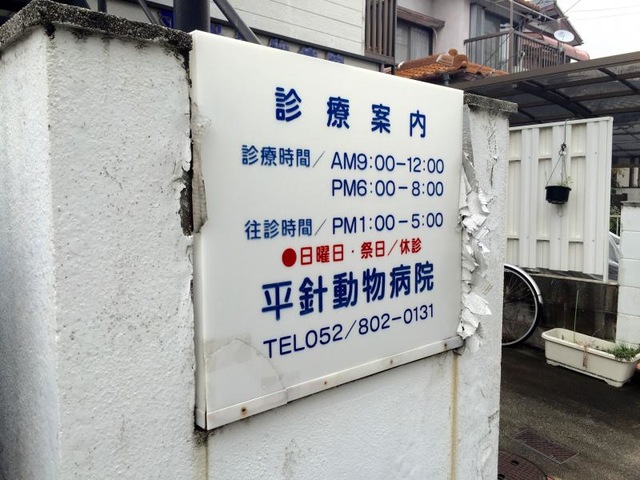 診療案内
診療時間/AM9:00-12:00
PM6:00-8:00
往診時間/PM1:00-5:00
●日曜日・祭日/休診
平針動物病院
TEL052/802-0131